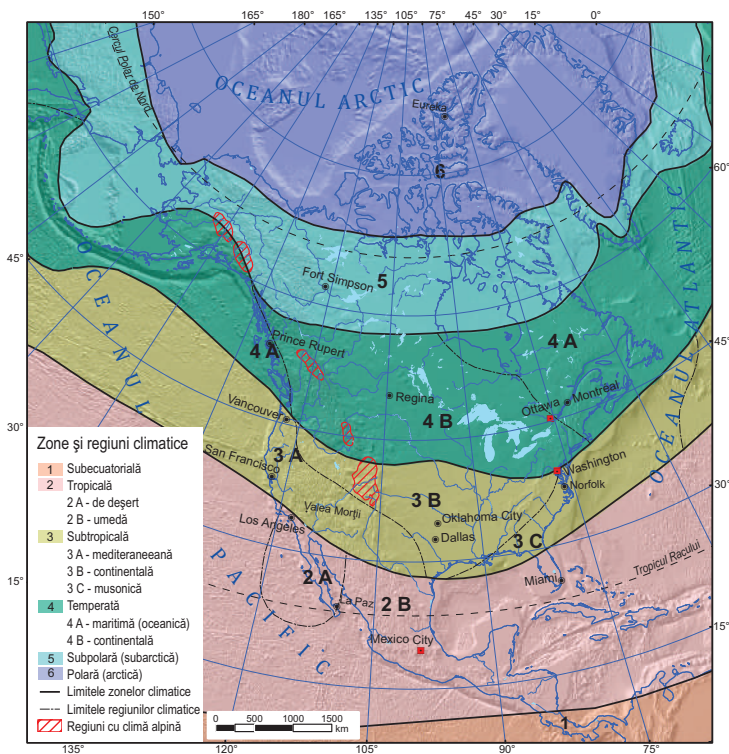 150°
165°
180°
165°
135°
105°
75°
45°
30°
15°
0°
Cercul Polar de Nord
OCEANUL ARCTIC
Eureka
6
60°
OCEANUL ATLANTIC
45°
OCEANUL
Fort Simpson
5
Prince Rupert
4 A
4 A
45°
Regina
4 B
Ottawa
Montreal
Vancouver
30°
3 A
San Francisco
Washington
Norfolk
30°
Valea Morții
3 B
Oklahoma City
Dallas
Los Angeles
3 C
PACIFIC
2 A
Miami
Tropicul Racului
La Paz
2 B
15°
Mexico City
15°
1
Zone şi regiuni climatice
1 Subecuatorială
2 Tropicală
2 A - de deşert
2 B - umedă
3 Subtropicală
3 A - mediteraneeană
3 B - continentală
3 C - musonică
4 Temperată
4 A - maritimă (oceanică)
4 B - continentală
5 Subpolară (subarctică)
6 Polară (arctică)
Limitele zonelor climatice
Limitele regiunilor climatice
Regiuni cu climă alpină
0 500 1000 1500
km
135°
120°
105°
90°
75°